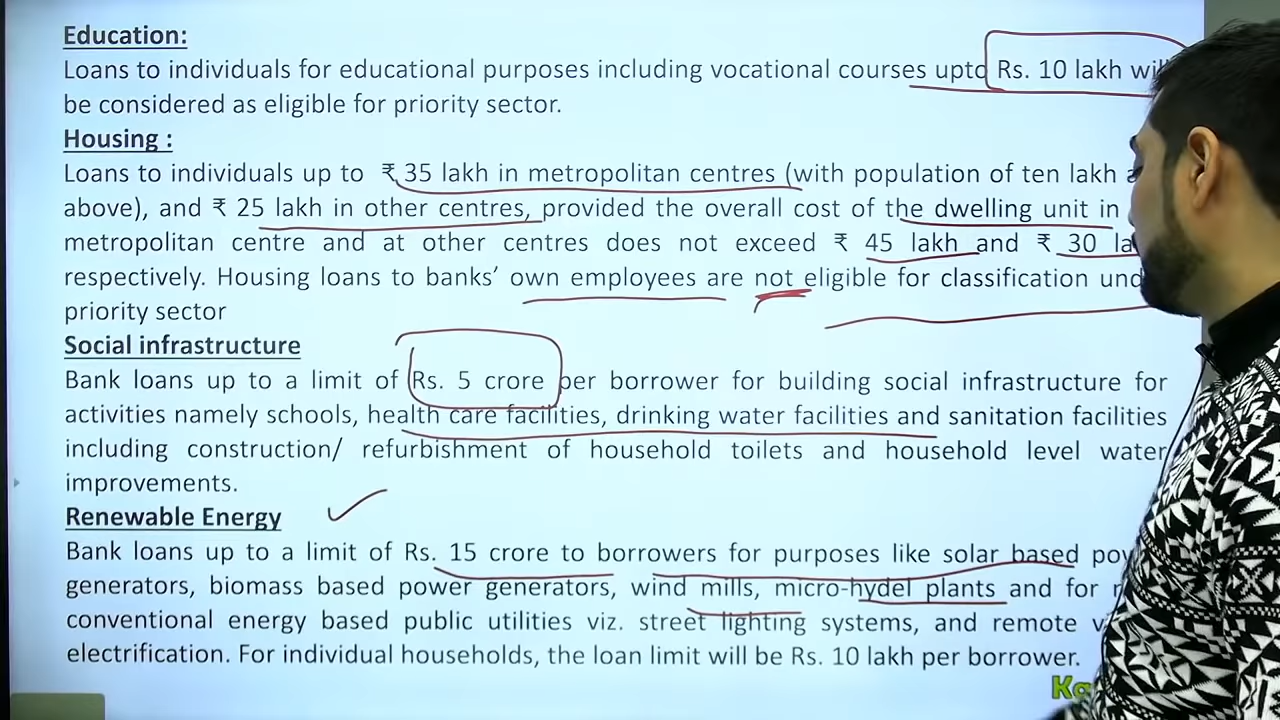 Education:
Loans to individuals for educational purposes including vocational courses upto Rs. 10 lakh will
be considered as eligible for priority sector.
Housing :
Loans to individuals up to ₹ 35 lakh in metropolitan centres (with population of ten lakh
above), and ₹ 25 lakh in other centres, provided the overall cost of the dwelling unit in
metropolitan centre and at other centres does not exceed ₹ 45 lakh and ₹ 30
respectively. Housing loans to banks’ own employees are not eligible for classification
priority sector
Social infrastructure
Bank loans up to a limit of Rs. 5 crore per borrower for building social infrastructure for
activities namely schools, health care facilities, drinking water facilities and sanitation facilities
including construction/ refurbishment of household toilets and household level water
improvements.
Renewable Energy
Bank loans up to a limit of Rs. 15 crore to borrowers for purposes like solar based
generators, biomass based power generators, wind mills, micro-hydel plants and for
conventional energy based public utilities viz. street lighting systems, and remote
electrification. For individual households, the loan limit will be Rs. 10 lakh per borrower.